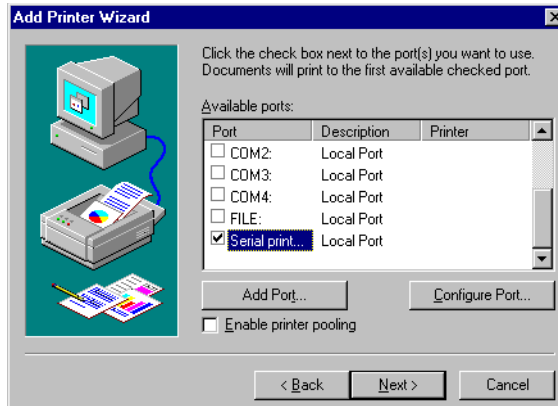 Add Printer Wizard
Click the check box next to the port(s) you want to use.
Documents will print to the first available checked port.
Available ports:
Port Description Printer
COM2: Local Port
COM3: Local Port
COM4: Local Port
FILE: Local Port
Serial print... Local Port
Add Port... Configure Port...
Enable printer pooling
< Back Next > Cancel